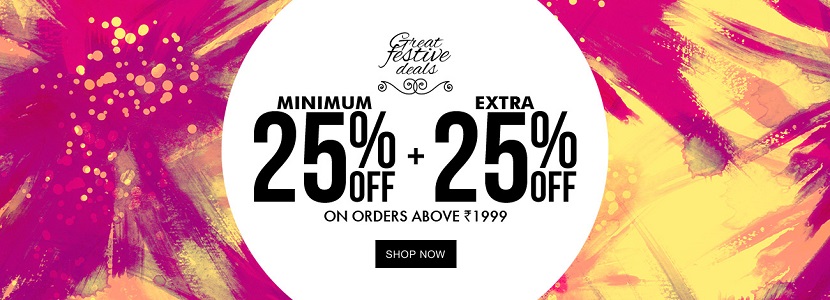 Great
festive
deals
MINIMUM EXTRA
25% OFF + 25% OFF
ON ORDERS ABOVE ₹1999
SHOP NOW